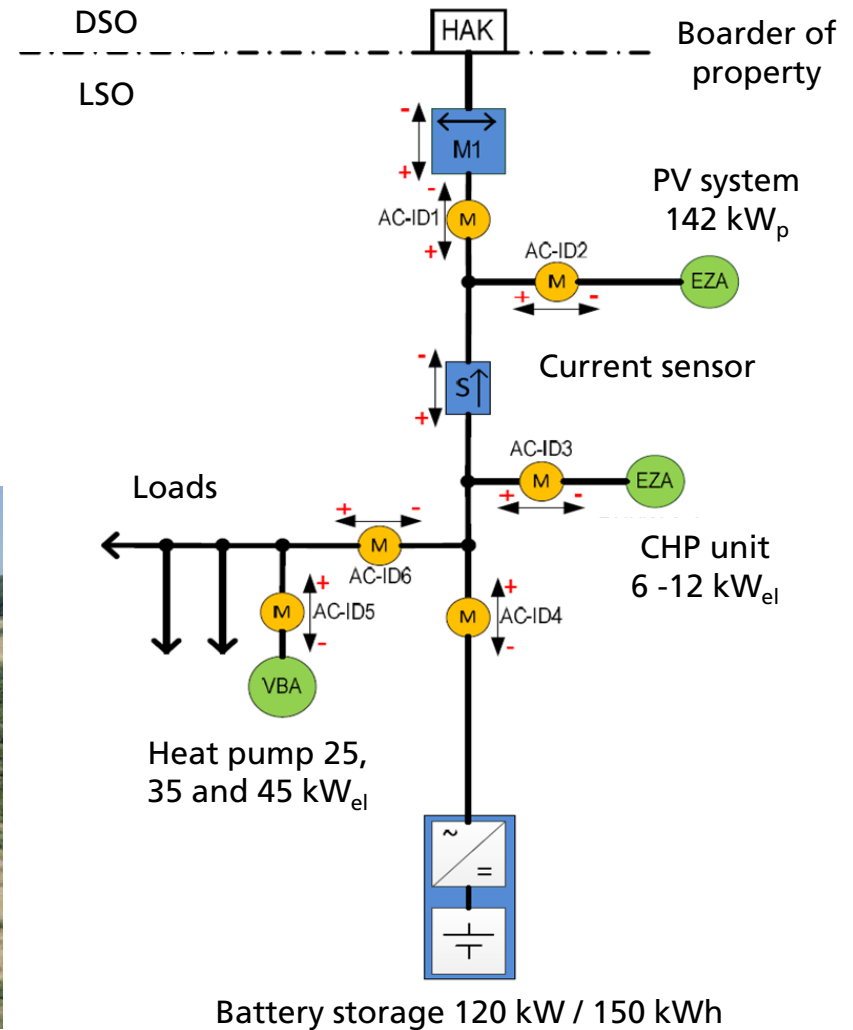 DSO
HAK
Boarder of
property
LSO
-
+
M1
PV system
142 kWp
-
+
AC-ID1
M
AC-ID2
M
EZA
+ -
-
+
S↑
Current sensor
AC-ID3
M
EZA
+ -
Loads
+ -
M
AC-ID6
CHP unit
6 -12 kWel
M
+
-
AC-ID5
M
+
-
AC-ID4
VBA
Heat pump 25,
35 and 45 kWel
~
=
Battery storage 120 kW / 150 kWh